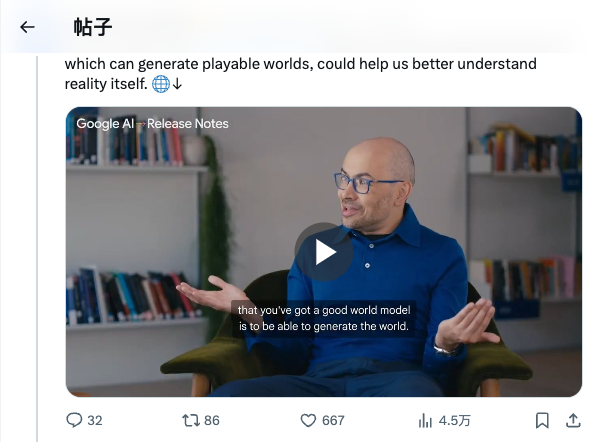 帖子
which can generate playable worlds, could help us better understand
reality itself. 🌐↓
Google AI – Release Notes
that you've got a good world model
is to be able to generate the world.
32 86 667 4.5万